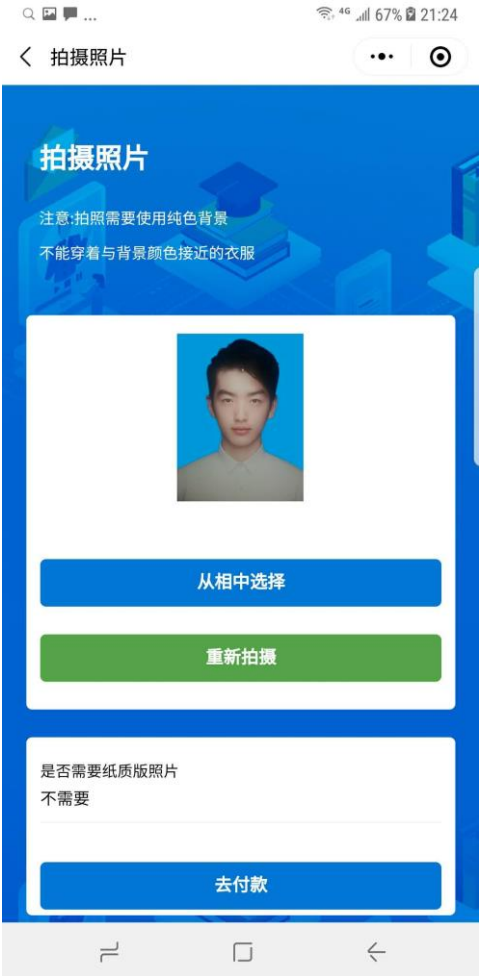 ... 4G 67% 21:24
拍摄照片
拍摄照片
注意:拍照需要使用纯色背景
不能穿着与背景颜色接近的衣服
从相中选择
重新拍摄
是否需要纸质版照片
不需要
去付款